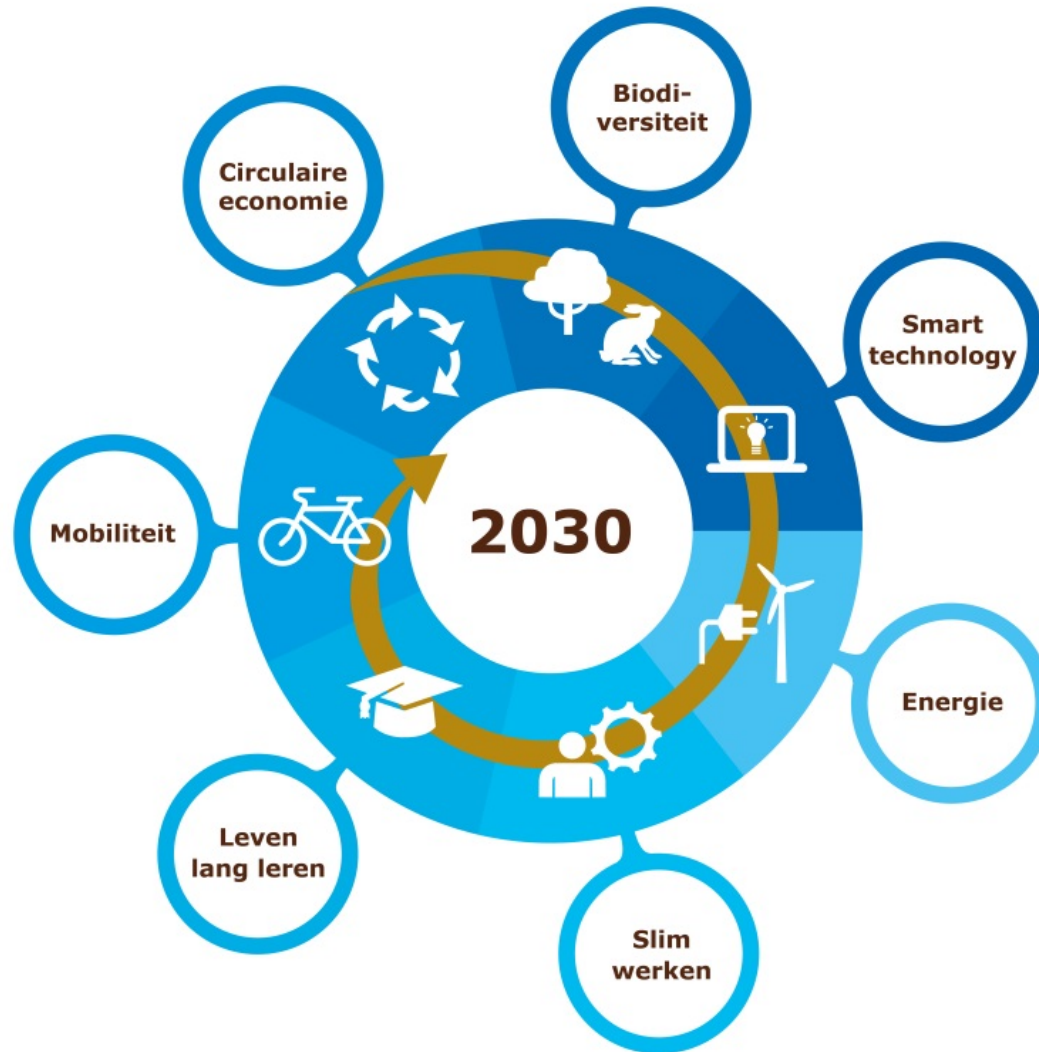 Biodi-
versiteit
Circulaire
economie
Smart
technology
Mobiliteit
2030
Energie
Leven
lang leren
Slim
werken